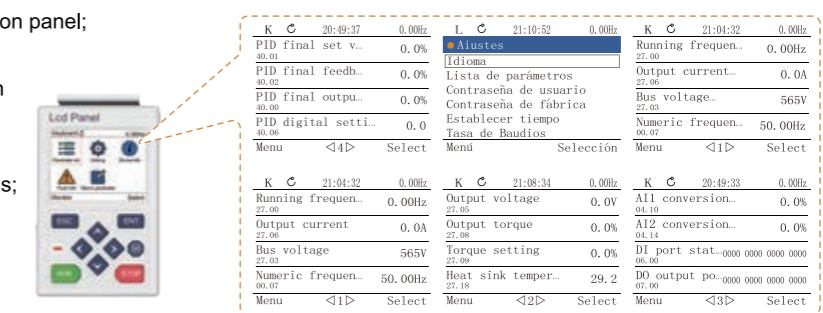 on panel;
n
s;
Lcd Panel
ESC
ENT
RUN
STOP
K 20:49:37 0.00Hz
PID final set v… 0.0%
40.01
PID final feedb… 0.0%
40.02
PID final outpu… 0.0%
40.00
PID digital setti… 0.0
40.06
Menu ◁4▷ Select
L 21:10:52 0.00Hz
Aiustes
Idioma
Lista de parámetros
Contraseña de usuario
Contraseña de fábrica
Establecer tiempo
Tasa de Baudios
Menú Selección
K 21:04:32 0.00Hz
Running frequen… 0.00Hz
27.00
Output current… 0.0A
27.06
Bus voltage… 565V
27.03
Numeric frequen… 50.00Hz
00.07
Menu ◁1▷ Select
K 21:04:32 0.00Hz
Running frequen… 0.00Hz
27.00
Output current 0.0A
27.06
Bus voltage 565V
27.03
Numeric frequen… 50.00Hz
00.07
Menu ◁1▷ Select
K 21:08:34 0.00Hz
Output voltage 0.0V
27.05
Output torque 0.0%
27.08
Torque setting 0.0%
27.09
Heat sink temper… 29.2
27.18
Menu ◁2▷ Select
K 20:49:33 0.00Hz
AI1 conversion… 0.0%
04.10
AI2 conversion… 0.0%
04.14
DI port stat…0000 0000 0000 0000
06.00
DO output po…0000 0000 0000 0000
07.00
Menu ◁3▷ Select